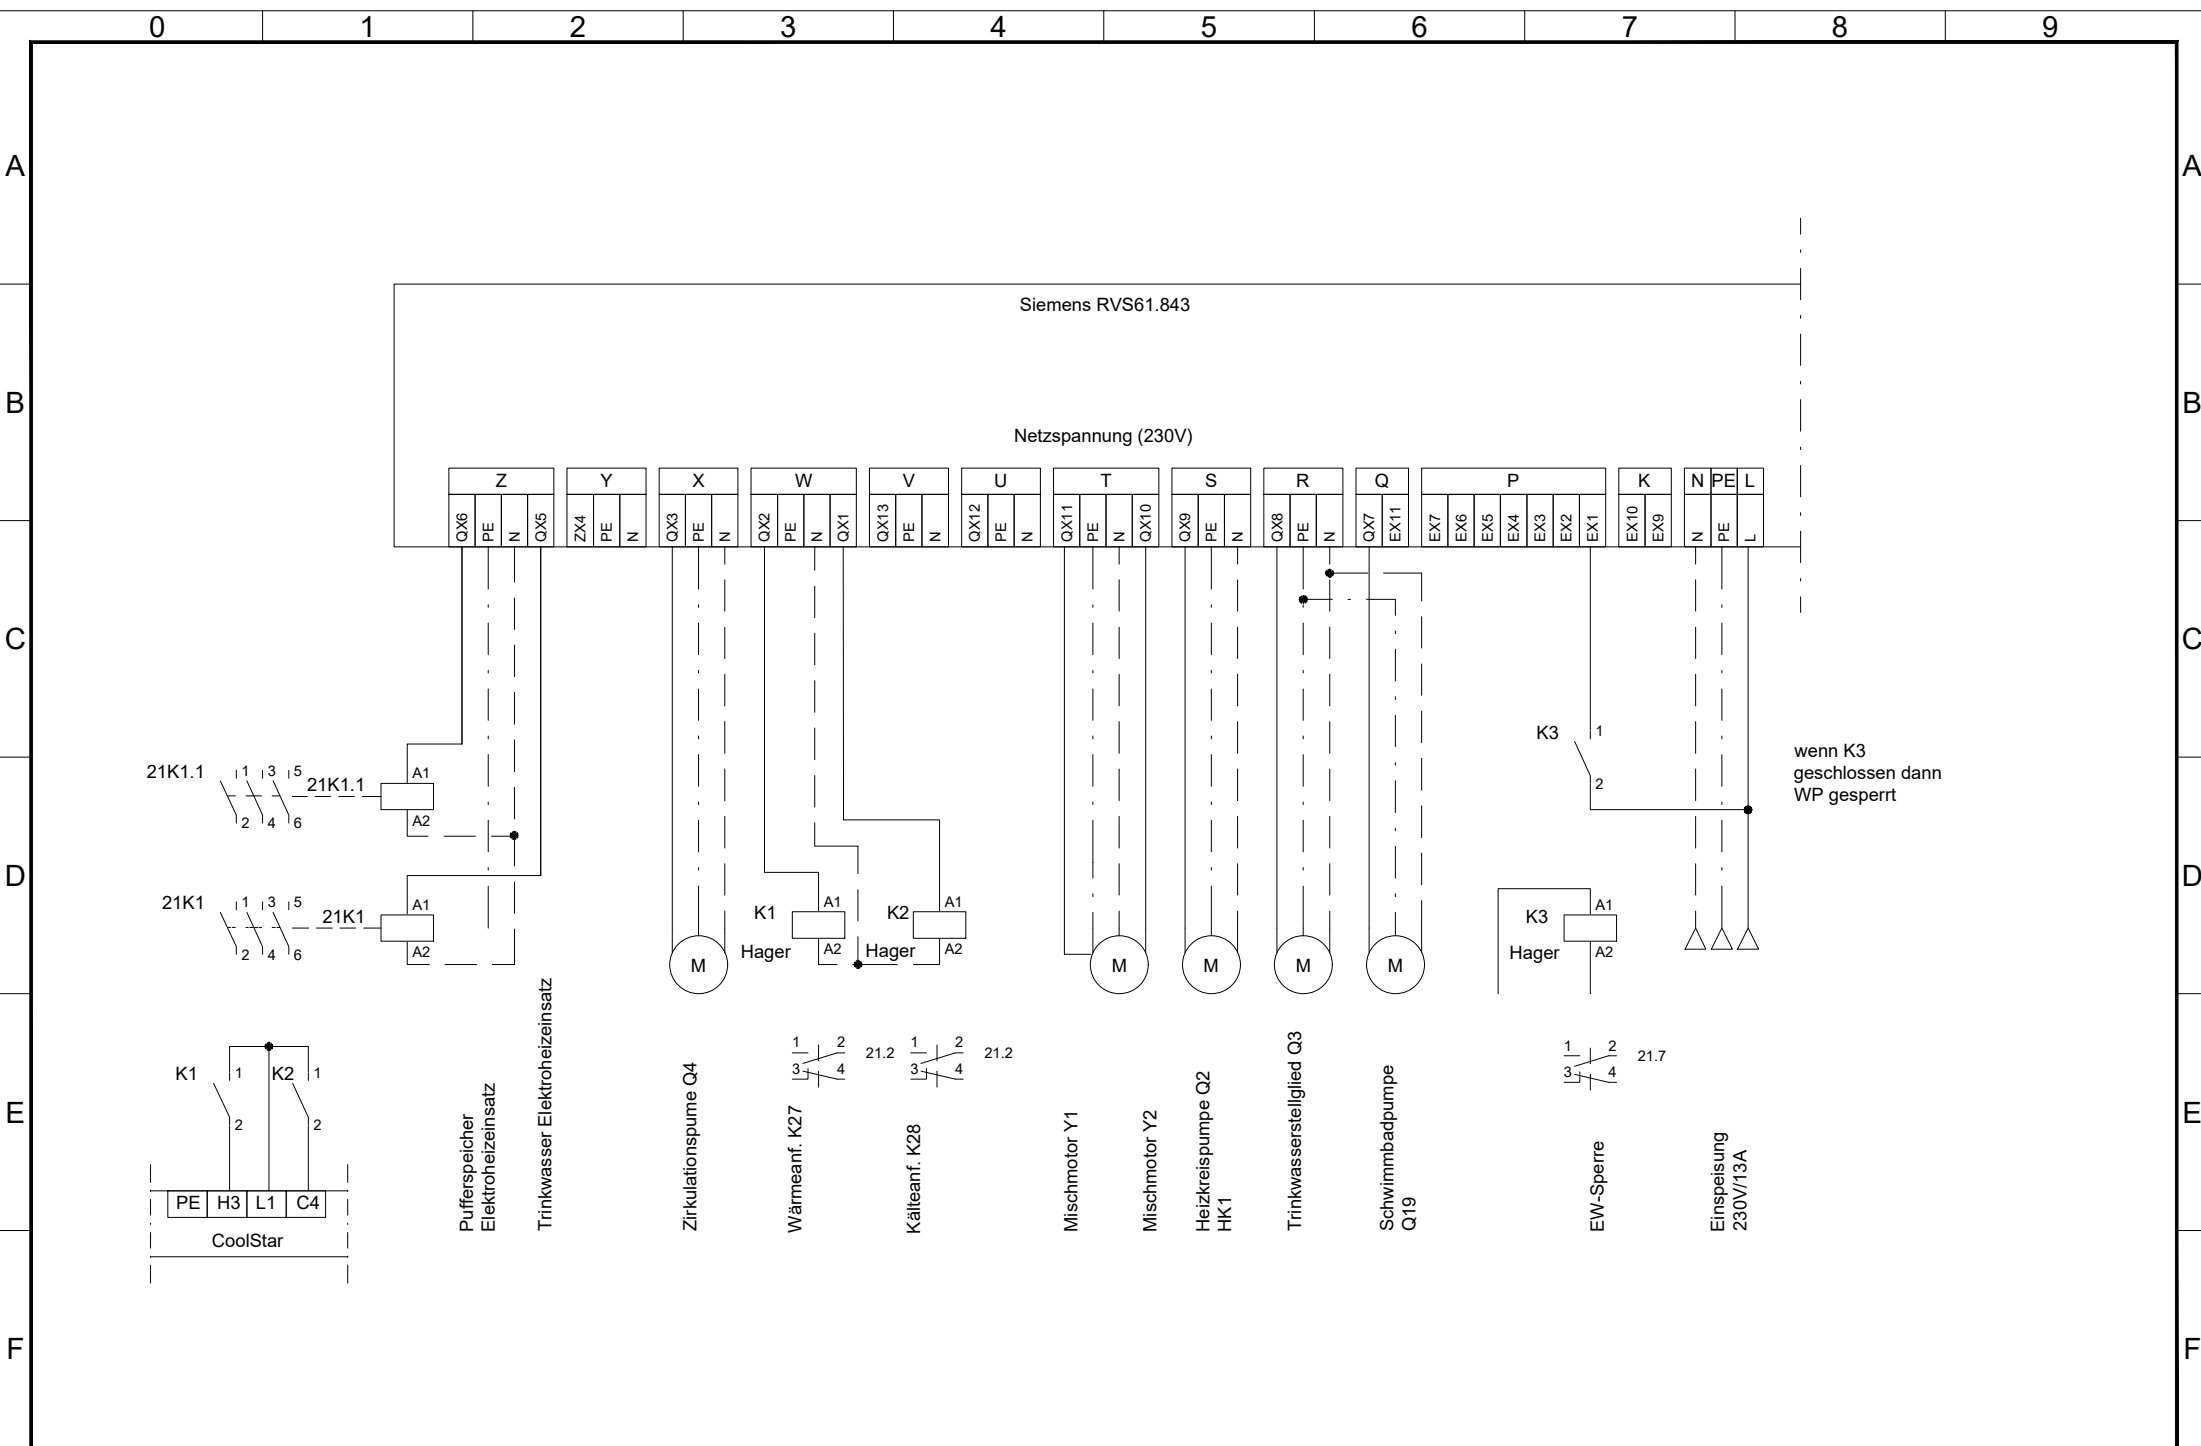 0 1 2 3 4 5 6 7 8 9
A A
Siemens RVS61.843
B B
Netzspannung (230V)
Z Y X W V U T S R Q P K N PE L
QX6 PE N QX5 ZX4 PE N QX3 PE N QX2 PE N QX1 QX13 PE N QX12 PE N QX11 PE N QX10 QX9 PE N QX8 PE N QX7 EX11 EX7 EX6 EX5 EX4 EX3 EX2 EX1 EX10 EX9 N PE L
C C
K3 1
2
wenn K3
geschlossen dann
WP gesperrt
21K1.1 1 3 5 21K1.1 A1
2 4 6 A2
D D
21K1 1 3 5 21K1 A1
2 4 6 A2
K1 A1
Hager A2
K2 A1
Hager A2
K3 A1
Hager A2
M M M M M
1 2 21.2
3 4
1 2 21.2
3 4
1 2 21.7
3 4
E E
K1 1 K2 1
2 2
PE H3 L1 C4
CoolStar
Pufferspeicher
Elektroheizeinsatz
Trinkwasser Elektroheizeinsatz
Zirkulationspume Q4
Wärmeanf. K27
Kälteanf. K28
Mischmotor Y1
Mischmotor Y2
Heizkreispumpe Q2
HK1
Trinkwasserstellglied Q3
Schwimmbadpumpe
Q19
EW-Sperre
Einspeisung
230V/13A
F F